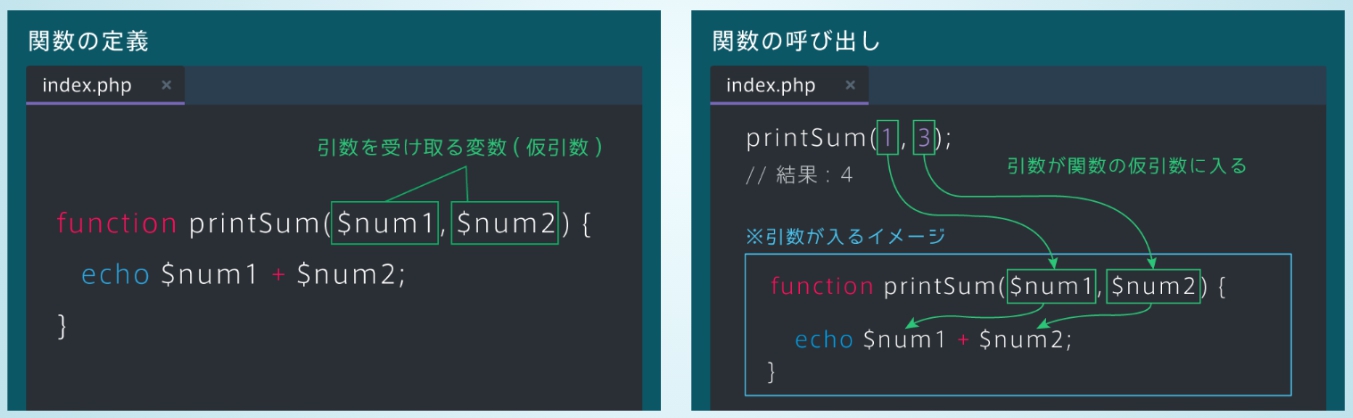 関数の定義
index.php ×
引数を受け取る変数 ( 仮引数 )
function printSum($num1, $num2) {
echo $num1 + $num2;
}
関数の呼び出し
index.php ×
printSum(1, 3);
// 結果 : 4
引数が関数の仮引数に入る
※引数が入るイメージ
function printSum($num1, $num2) {
echo $num1 + $num2;
}